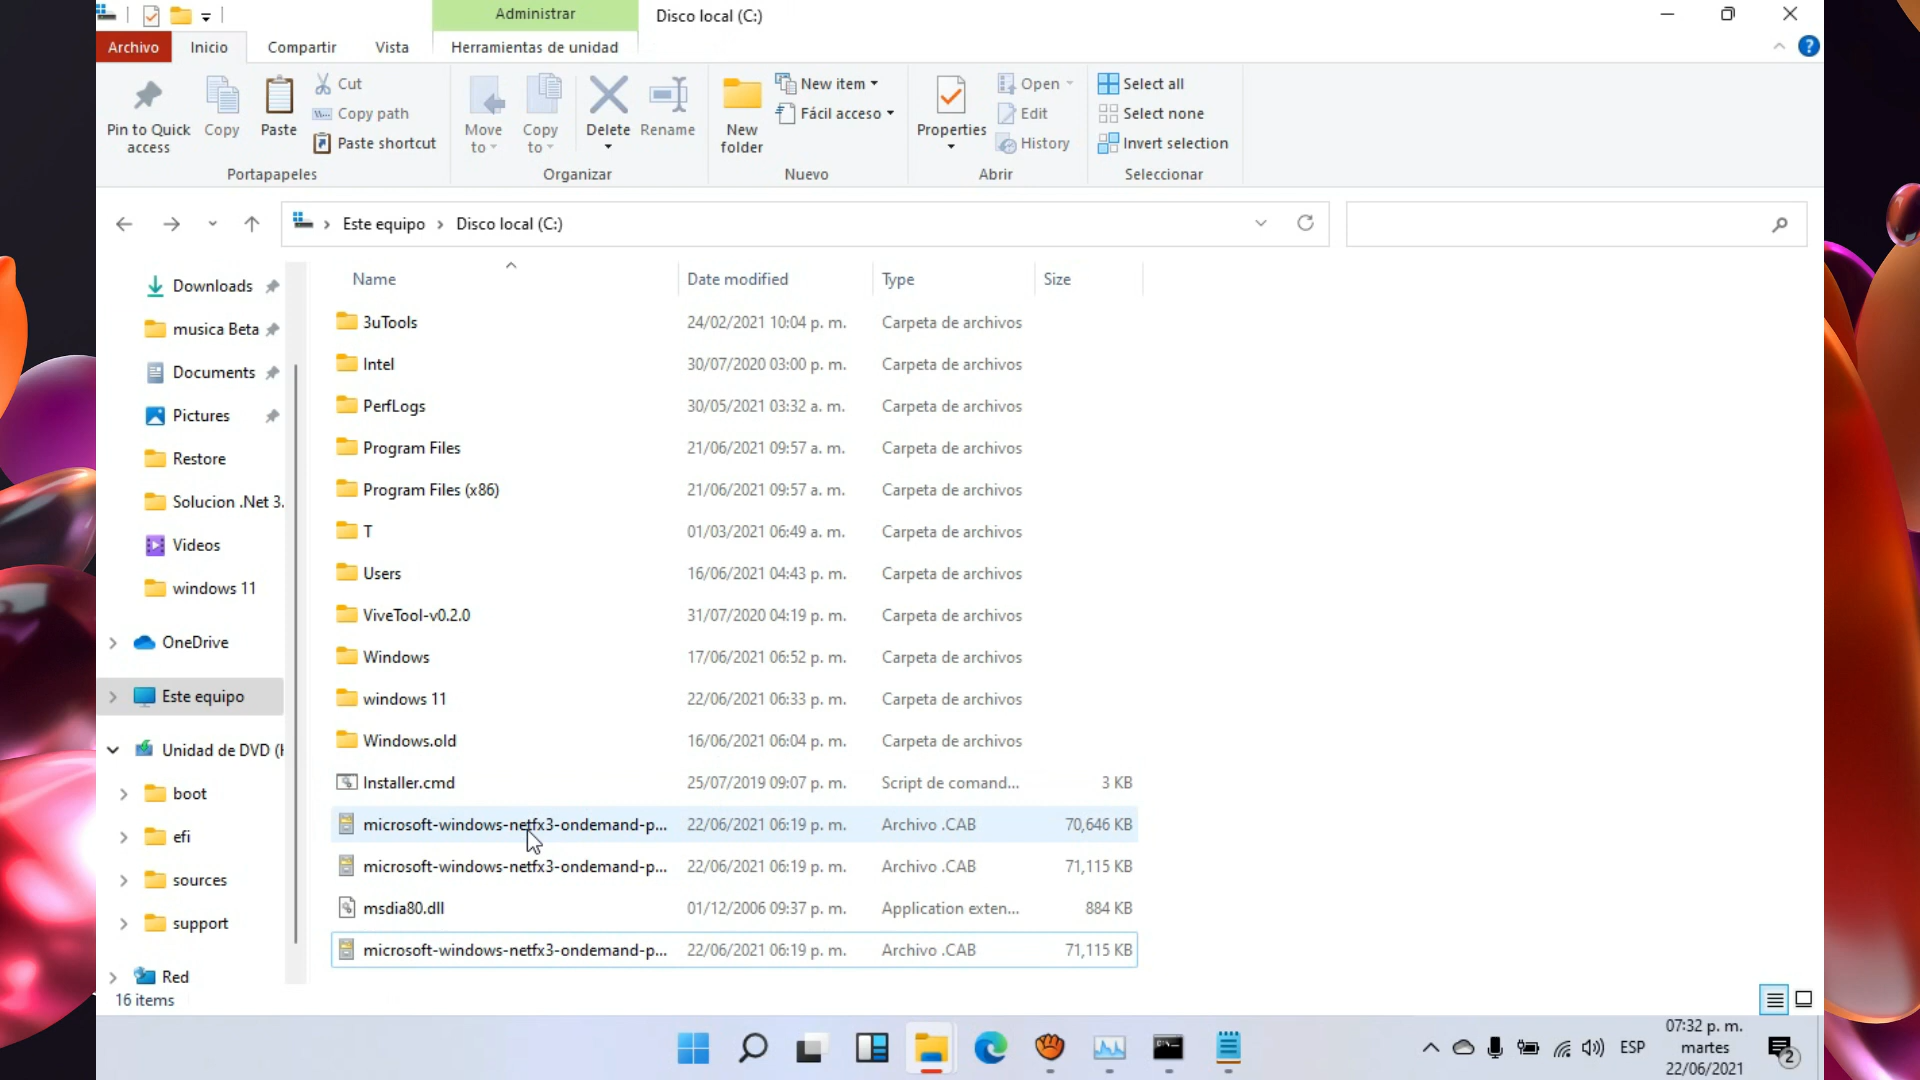 Administrar
Disco local (C:)
Archivo
Inicio
Compartir
Vista
Herramientas de unidad
Pin to Quick access
Copy
Paste
Cut
Copy path
Paste shortcut
Portapapeles
Move to
Copy to
Delete
Rename
Organizar
New folder
New item
Fácil acceso
Nuevo
Properties
Open
Edit
History
Abrir
Select all
Select none
Invert selection
Seleccionar
Este equipo
Disco local (C:)
Downloads
musica Beta
Documents
Pictures
Restore
Solucion .Net 3.
Videos
windows 11
OneDrive
Este equipo
Unidad de DVD (
boot
efi
sources
support
Red
16 items
Name Date modified Type Size
3uTools 24/02/2021 10:04 p. m. Carpeta de archivos
Intel 30/07/2020 03:00 p. m. Carpeta de archivos
PerfLogs 30/05/2021 03:32 a. m. Carpeta de archivos
Program Files 21/06/2021 09:57 a. m. Carpeta de archivos
Program Files (x86) 21/06/2021 09:57 a. m. Carpeta de archivos
T 01/03/2021 06:49 a. m. Carpeta de archivos
Users 16/06/2021 04:43 p. m. Carpeta de archivos
ViveTool-v0.2.0 31/07/2020 04:19 p. m. Carpeta de archivos
Windows 17/06/2021 06:52 p. m. Carpeta de archivos
windows 11 22/06/2021 06:33 p. m. Carpeta de archivos
Windows.old 16/06/2021 06:04 p. m. Carpeta de archivos
Installer.cmd 25/07/2019 09:07 p. m. Script de comand... 3 KB
microsoft-windows-netfx3-ondemand-p... 22/06/2021 06:19 p. m. Archivo .CAB 70,646 KB
microsoft-windows-netfx3-ondemand-p... 22/06/2021 06:19 p. m. Archivo .CAB 71,115 KB
msdia80.dll 01/12/2006 09:37 p. m. Application exten... 884 KB
microsoft-windows-netfx3-ondemand-p... 22/06/2021 06:19 p. m. Archivo .CAB 71,115 KB
ESP
07:32 p. m.
martes
22/06/2021
2